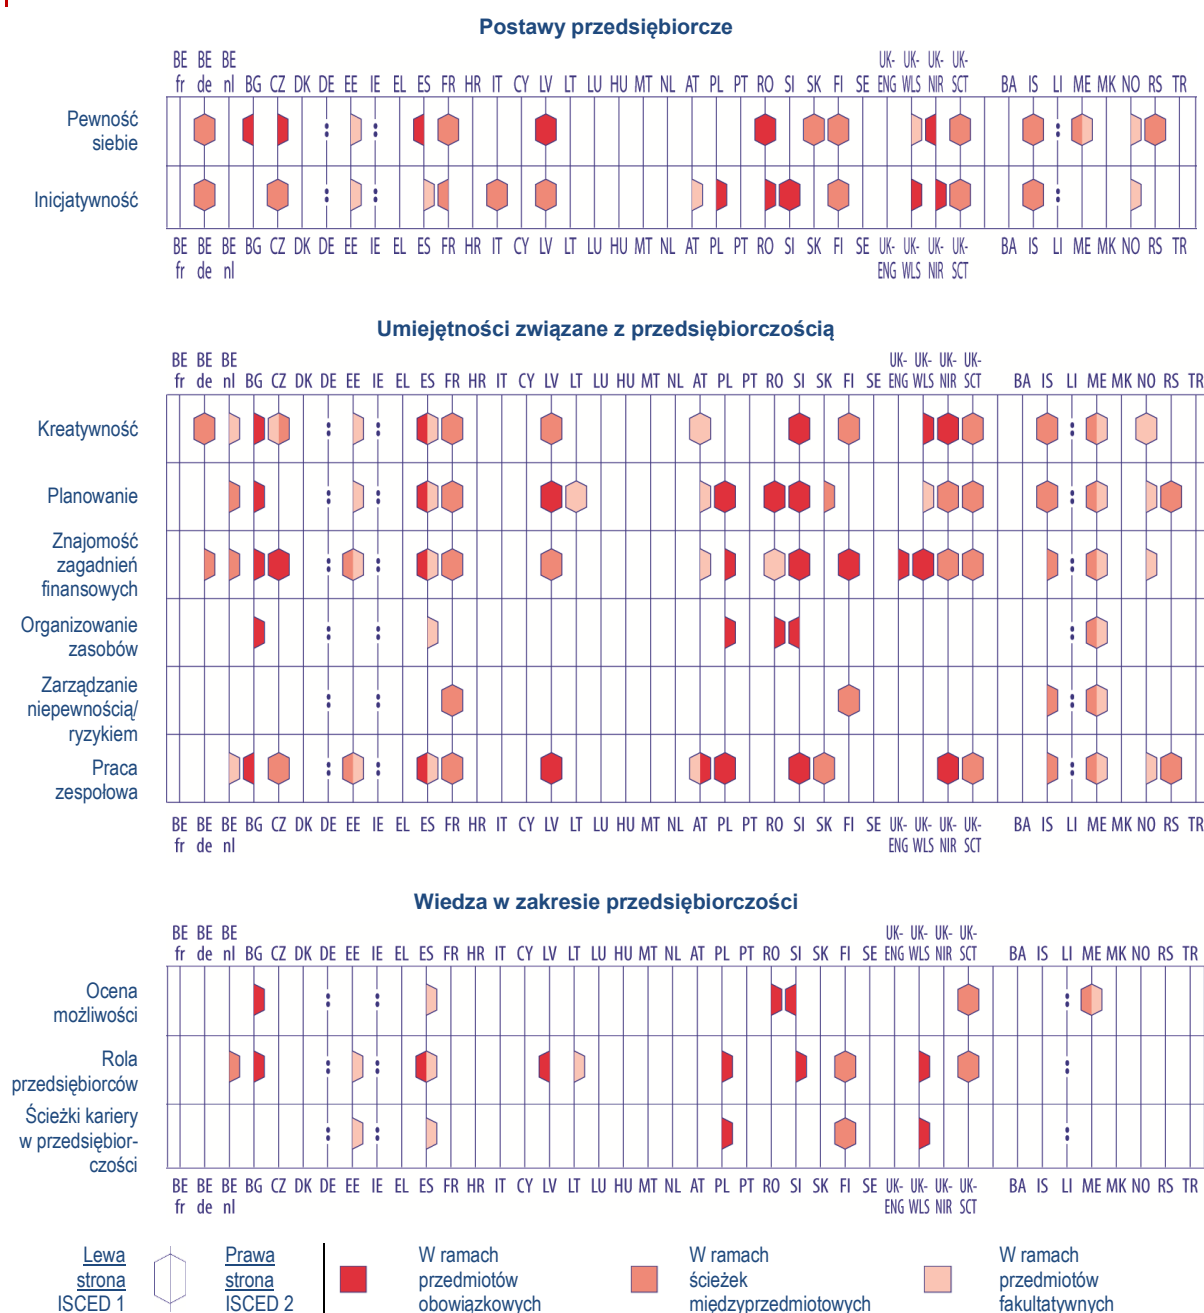 Postawy przedsiębiorcze
BE BE BE UK- UK- UK- UK-
fr de nl BG CZ DK DE EE IE EL ES FR HR IT CY LV LT LU HU MT NL AT PL PT RO SI SK FI SE ENG WLS NIR SCT BA IS LI ME MK NO RS TR
Pewność
siebie
Inicjatywność
BE BE BE BG CZ DK DE EE IE EL ES FR HR IT CY LV LT LU HU MT NL AT PL PT RO SI SK FI SE UK- UK- UK- UK- BA IS LI ME MK NO RS TR
fr de nl ENG WLS NIR SCT
Umiejętności związane z przedsiębiorczością
BE BE BE UK- UK- UK- UK-
fr de nl BG CZ DK DE EE IE EL ES FR HR IT CY LV LT LU HU MT NL AT PL PT RO SI SK FI SE ENG WLS NIR SCT BA IS LI ME MK NO RS TR
Kreatywność
Planowanie
Znajomość
zagadnień
finansowych
Organizowanie
zasobów
Zarządzanie
niepewnością/
ryzykiem
Praca
zespołowa
BE BE BE BG CZ DK DE EE IE EL ES FR HR IT CY LV LT LU HU MT NL AT PL PT RO SI SK FI SE UK- UK- UK- UK- BA IS LI ME MK NO RS TR
fr de nl ENG WLS NIR SCT
Wiedza w zakresie przedsiębiorczości
BE BE BE UK- UK- UK- UK-
fr de nl BG CZ DK DE EE IE EL ES FR HR IT CY LV LT LU HU MT NL AT PL PT RO SI SK FI SE ENG WLS NIR SCT BA IS LI ME MK NO RS TR
Ocena
możliwości
Rola
przedsiębiorców
Ścieżki kariery
w przedsiębior-
czości
BE BE BE BG CZ DK DE EE IE EL ES FR HR IT CY LV LT LU HU MT NL AT PL PT RO SI SK FI SE UK- UK- UK- UK- BA IS LI ME MK NO RS TR
fr de nl ENG WLS NIR SCT
Lewa
strona
ISCED 1
Prawa
strona
ISCED 2
W ramach
przedmiotów
obowiązkowych
W ramach
ścieżek
międzyprzedmiotowych
W ramach
przedmiotów
fakultatywnych